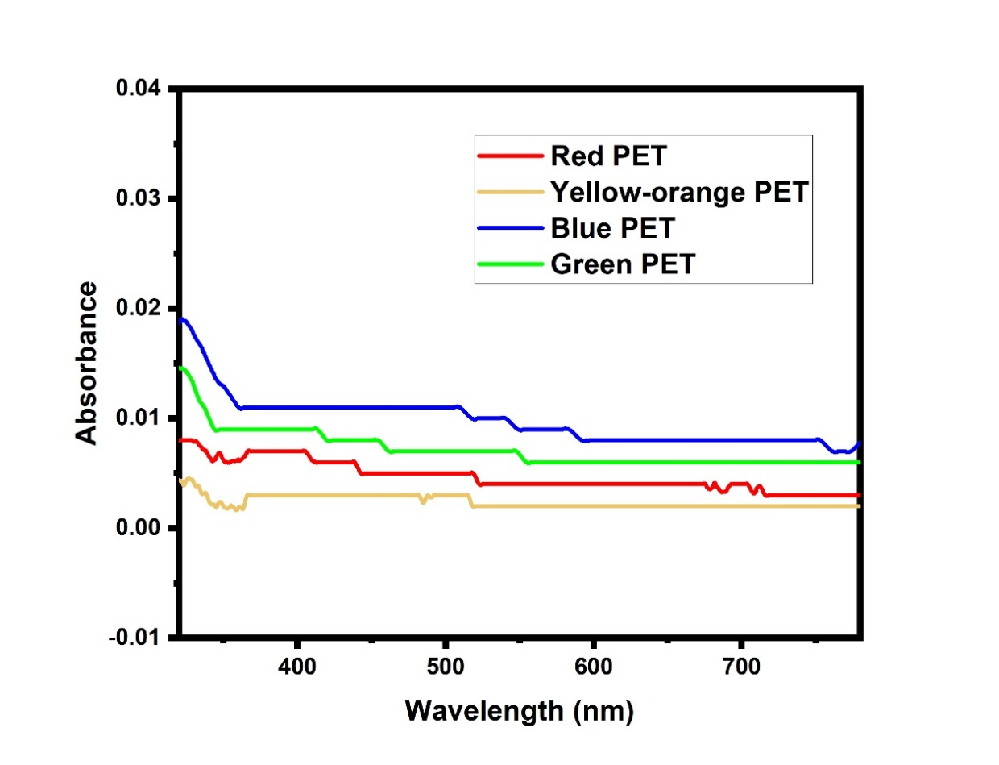 0.04
0.03
0.02
0.01
0.00
-0.01
Absorbance
Red PET
Yellow-orange PET
Blue PET
Green PET
400 500 600 700
Wavelength (nm)